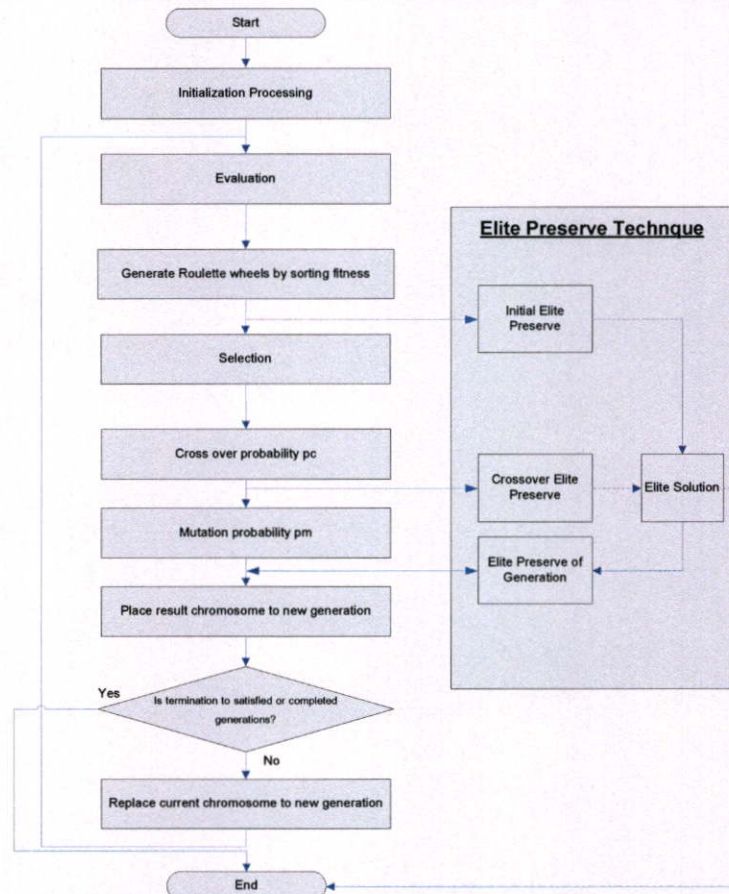 Start
Initialization Processing
Evaluation
Generate Roulette wheels by sorting fitness
Selection
Cross over probability pc
Mutation probability pm
Place result chromosome to new generation
Yes
Is termination to satisfied or completed
generations?
No
Replace current chromosome to new generation
End
Elite Preserve Technque
Initial Elite
Preserve
Crossover Elite
Preserve
Elite Solution
Elite Preserve of
Generation